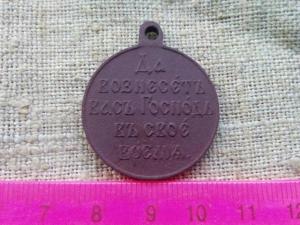 Да
вознесетъ
васъ Господь
въ свое
время.
7 8 9 10 11 12